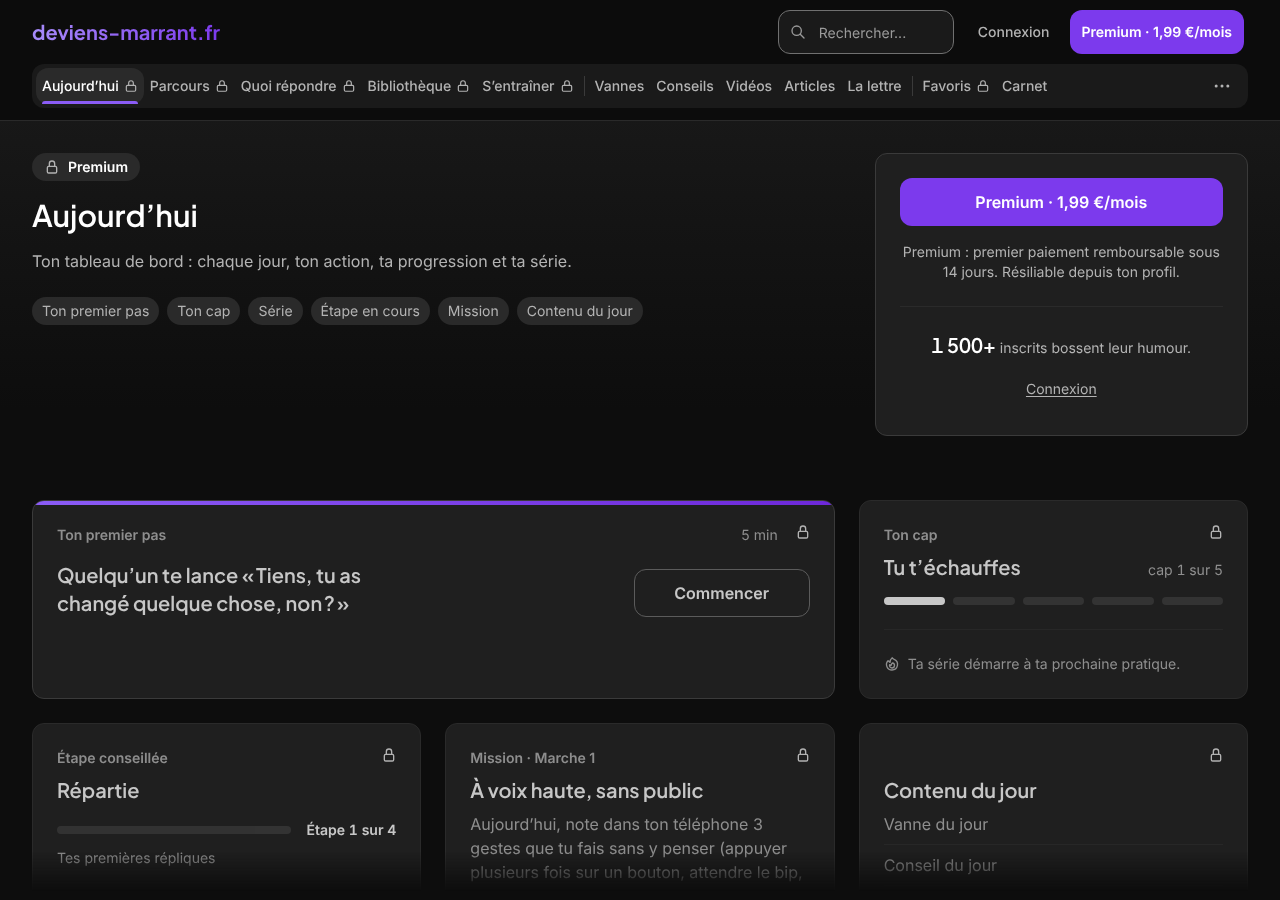 deviens-marrant.fr
Rechercher...
Connexion
Premium · 1,99 €/mois
Aujourd’hui
Parcours
Quoi répondre
Bibliothèque
S’entraîner
Vannes
Conseils
Vidéos
Articles
La lettre
Favoris
Carnet
Premium
Aujourd’hui
Ton tableau de bord : chaque jour, ton action, ta progression et ta série.
Ton premier pas
Ton cap
Série
Étape en cours
Mission
Contenu du jour
Premium · 1,99 €/mois
Premium : premier paiement remboursable sous
14 jours. Résiliable depuis ton profil.
1 500+ inscrits bossent leur humour.
Connexion
Ton premier pas
5 min
Quelqu’un te lance « Tiens, tu as
changé quelque chose, non ? »
Commencer
Ton cap
Tu t’échauffes
cap 1 sur 5
Ta série démarre à ta prochaine pratique.
Étape conseillée
Répartie
Étape 1 sur 4
Tes premières répliques
Mission · Marche 1
À voix haute, sans public
Aujourd’hui, note dans ton téléphone 3
gestes que tu fais sans y penser (appuyer
plusieurs fois sur un bouton, attendre le bip,
Contenu du jour
Vanne du jour
Conseil du jour